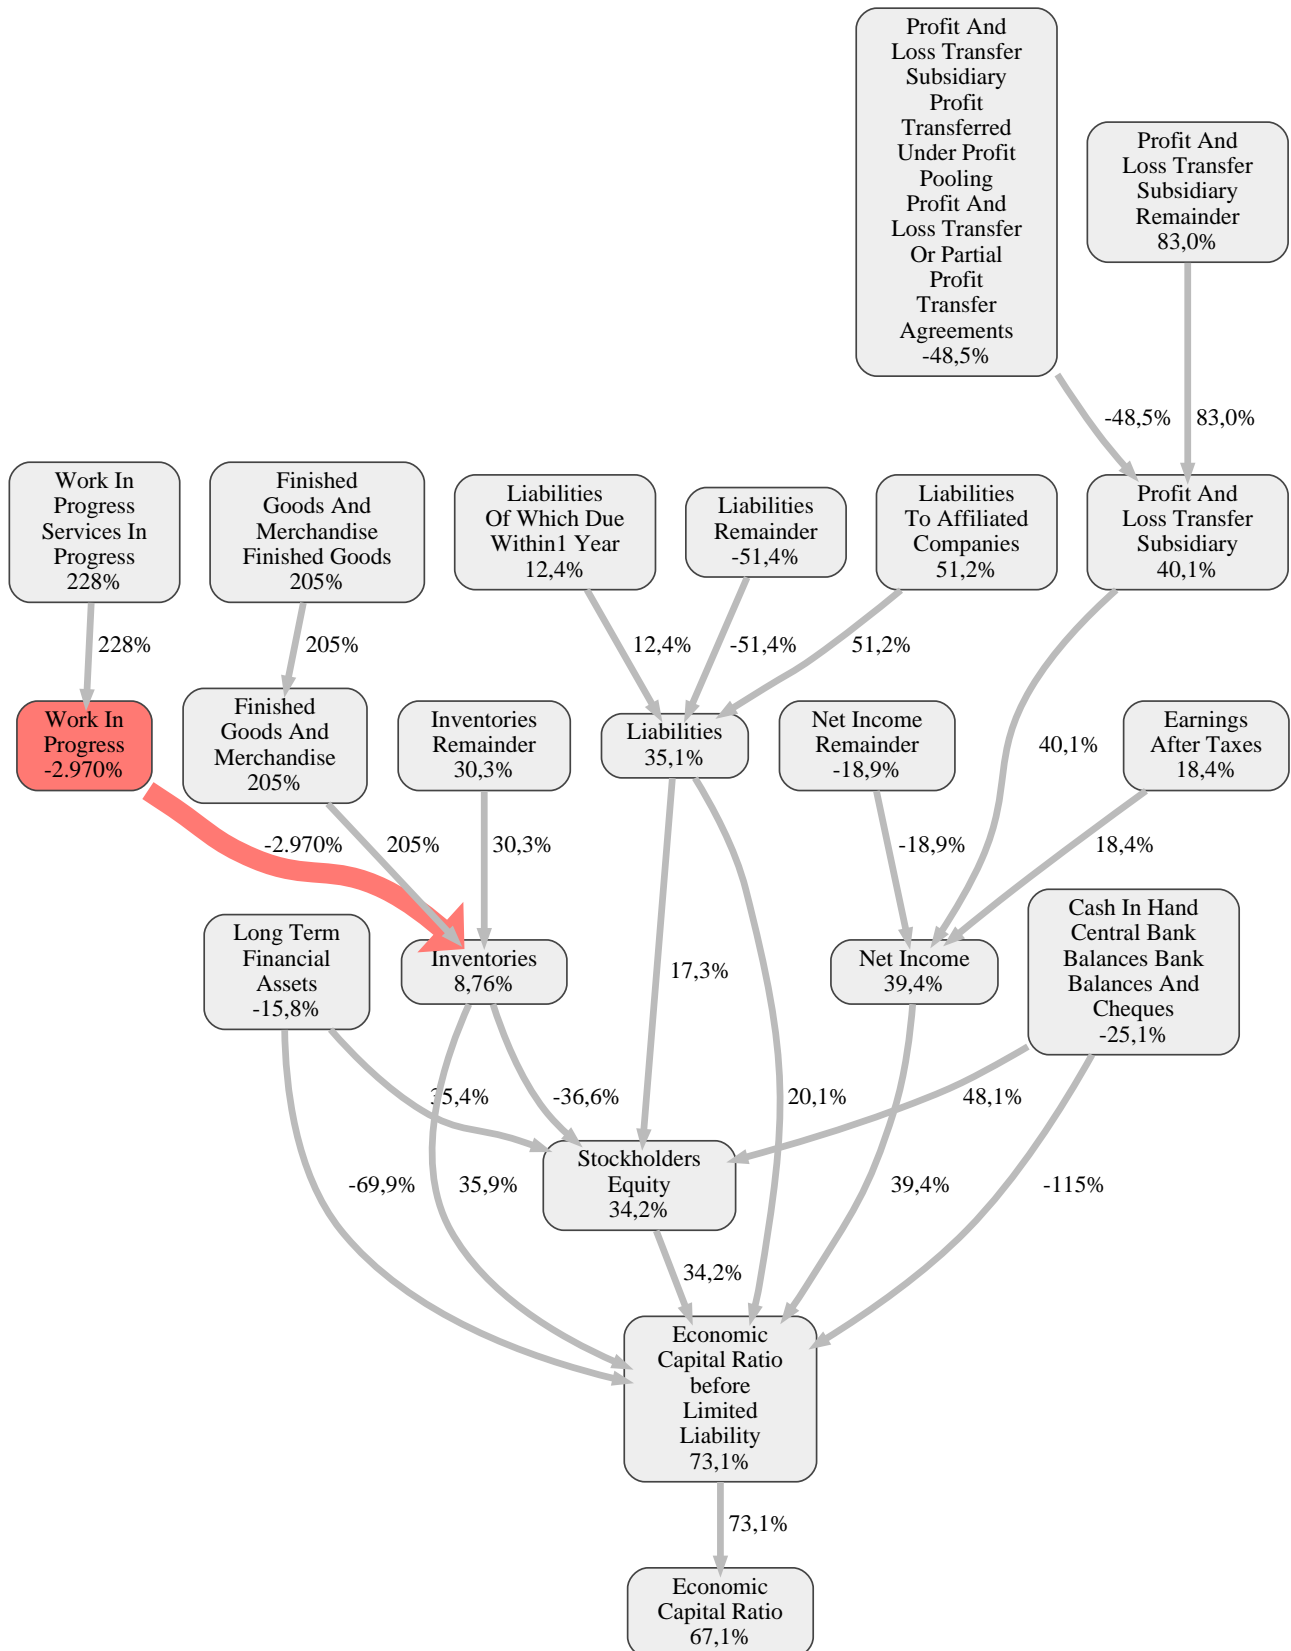 Profit And
Loss Transfer
Subsidiary
Profit
Transferred
Under Profit
Pooling
Profit And
Loss Transfer
Or Partial
Profit
Transfer
Agreements
-48,5%
Profit And
Loss Transfer
Subsidiary
Remainder
83,0%
-48,5%
83,0%
Work In
Progress
Services In
Progress
228%
Finished
Goods And
Merchandise
Finished Goods
205%
Liabilities
Of Which Due
Within1 Year
12,4%
Liabilities
Remainder
-51,4%
Liabilities
To Affiliated
Companies
51,2%
Profit And
Loss Transfer
Subsidiary
40,1%
228%
205%
12,4%
-51,4%
51,2%
Work In
Progress
-2.970%
Finished
Goods And
Merchandise
205%
Inventories
Remainder
30,3%
Liabilities
35,1%
Net Income
Remainder
-18,9%
40,1%
Earnings
After Taxes
18,4%
-2.970%
205%
30,3%
-18,9%
18,4%
Long Term
Financial
Assets
-15,8%
Inventories
8,76%
17,3%
Net Income
39,4%
Cash In Hand
Central Bank
Balances Bank
Balances And
Cheques
-25,1%
35,4%
-36,6%
20,1%
48,1%
-69,9%
35,9%
Stockholders
Equity
34,2%
39,4%
-115%
34,2%
Economic
Capital Ratio
before
Limited
Liability
73,1%
73,1%
Economic
Capital Ratio
67,1%